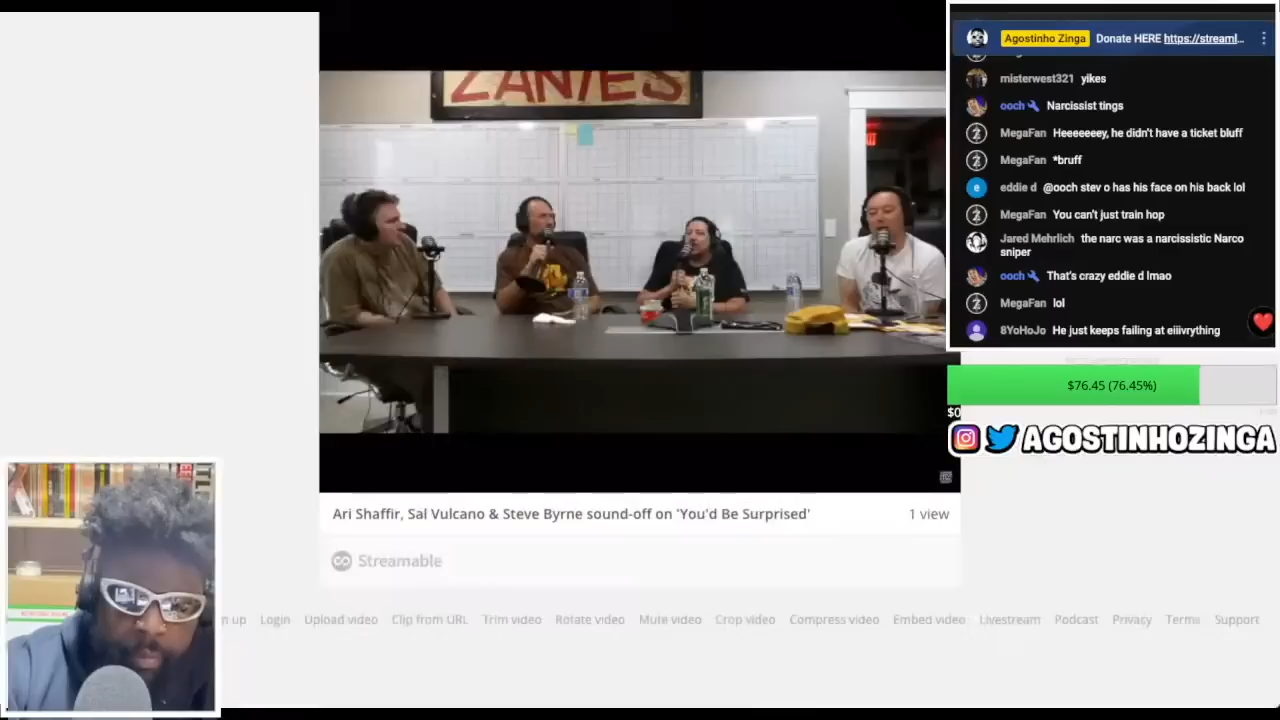 ZANIES
Ari Shaffir, Sal Vulcano & Steve Byrne sound-off on 'You'd Be Surprised'
1 view
Streamable
n up Login Upload video Clip from URL Trim video Rotate video Mute video Crop video Compress video Embed video Livestream Podcast Privacy Terms Support
Agostinho Zinga Donate HERE https://streaml...
misterwest321 yikes
ooch Narcissist tings
MegaFan Heeeeeeey, he didn't have a ticket bluff
MegaFan *bruff
eddie d @ooch stev o has his face on his back lol
MegaFan You can't just train hop
Jared Mehrlich the narc was a narcissistic Narco
sniper
ooch That's crazy eddie d lmao
MegaFan lol
8YoHoJo He just keeps failing at eiiivrything
$76.45 (76.45%)
$0
AGOSTINHOZINGA